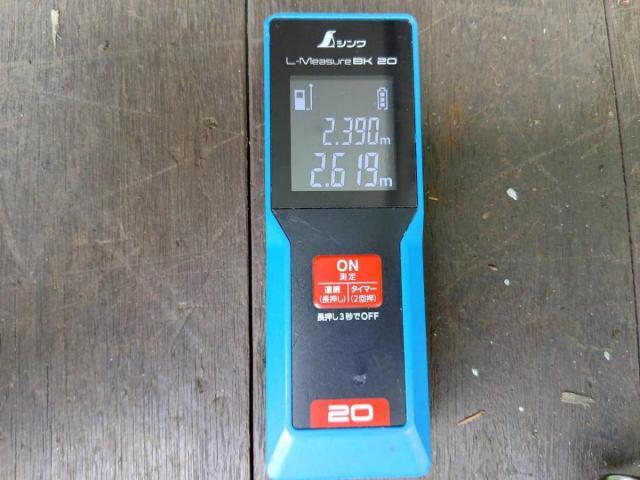 シンワ
L-Measure BK 20
2.390m
2.619m
ON
測定
連続 タイマー
(長押し) (2回押)
長押し3秒でOFF
20